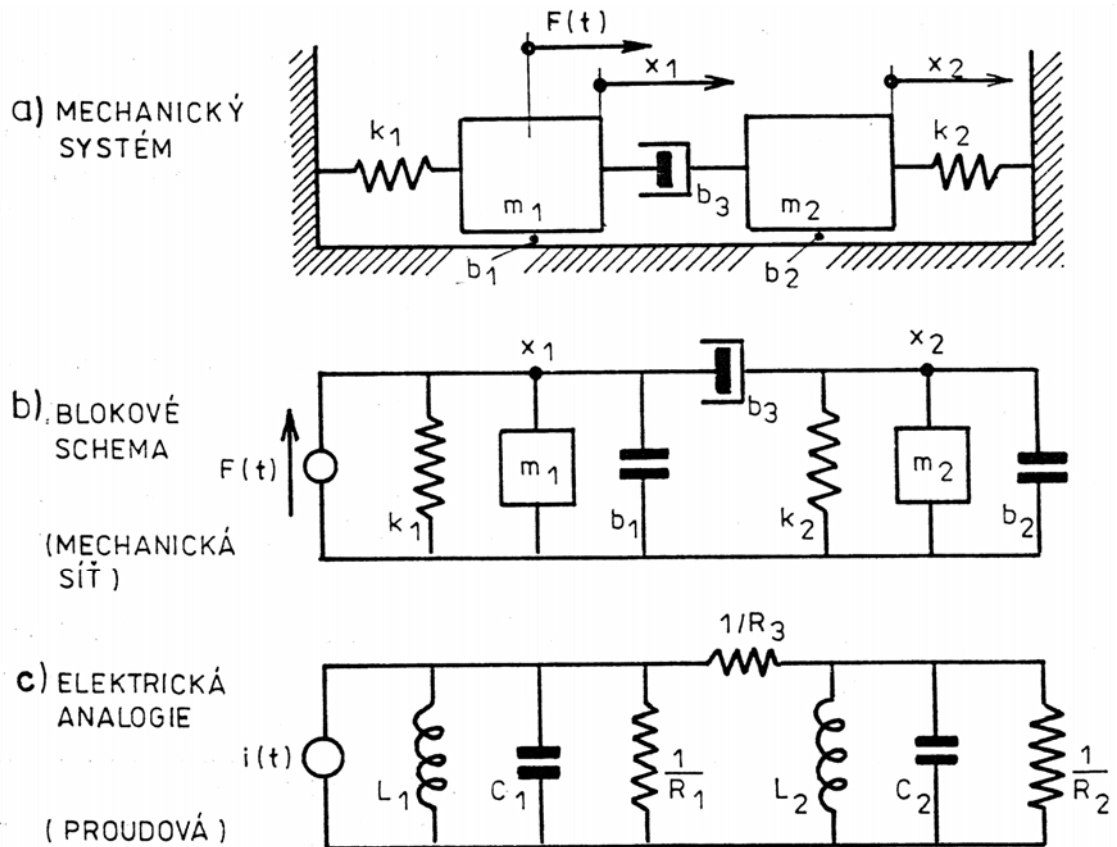 F(t)
x1
x2
a) MECHANICKÝ
SYSTÉM
k1
k2
m1
b3
m2
b1
b2
x1
x2
b) BLOKOVÉ
SCHEMA
b3
F(t)
m1
m2
k1
b1
k2
b2
(MECHANICKÁ
SÍŤ)
1/R3
c) ELEKTRICKÁ
ANALOGIE
i(t)
L1
C1
1/R1
L2
C2
1/R2
(PROUDOVÁ)